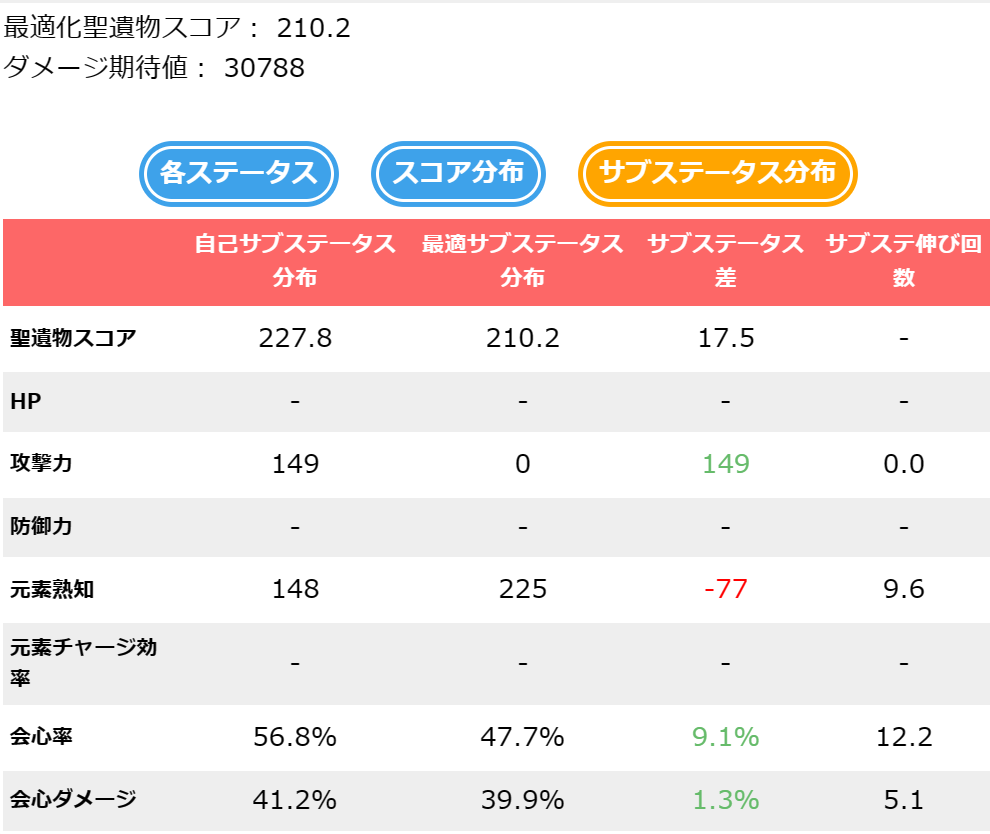 最適化聖遺物スコア： 210.2
ダメージ期待値： 30788
各ステータス スコア分布 サブステータス分布
自己サブステータス分布 最適サブステータス分布 サブステータス差 サブステ伸び回数
聖遺物スコア 227.8 210.2 17.5 -
HP - - - -
攻撃力 149 0 149 0.0
防御力 - - - -
元素熟知 148 225 -77 9.6
元素チャージ効率 - - - -
会心率 56.8% 47.7% 9.1% 12.2
会心ダメージ 41.2% 39.9% 1.3% 5.1